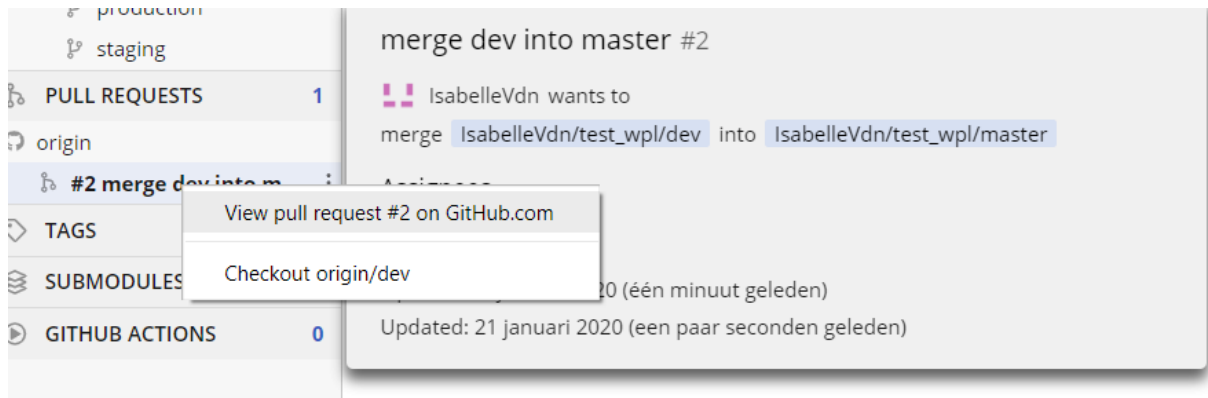 production
staging
PULL REQUESTS 1
origin
#2 merge dev into m...
TAGS
SUBMODULES
GITHUB ACTIONS 0
View pull request #2 on GitHub.com
Checkout origin/dev
merge dev into master #2
IsabelleVdn wants to
merge IsabelleVdn/test_wpl/dev into IsabelleVdn/test_wpl/master
Assignees
20 (één minuut geleden)
Updated: 21 januari 2020 (een paar seconden geleden)